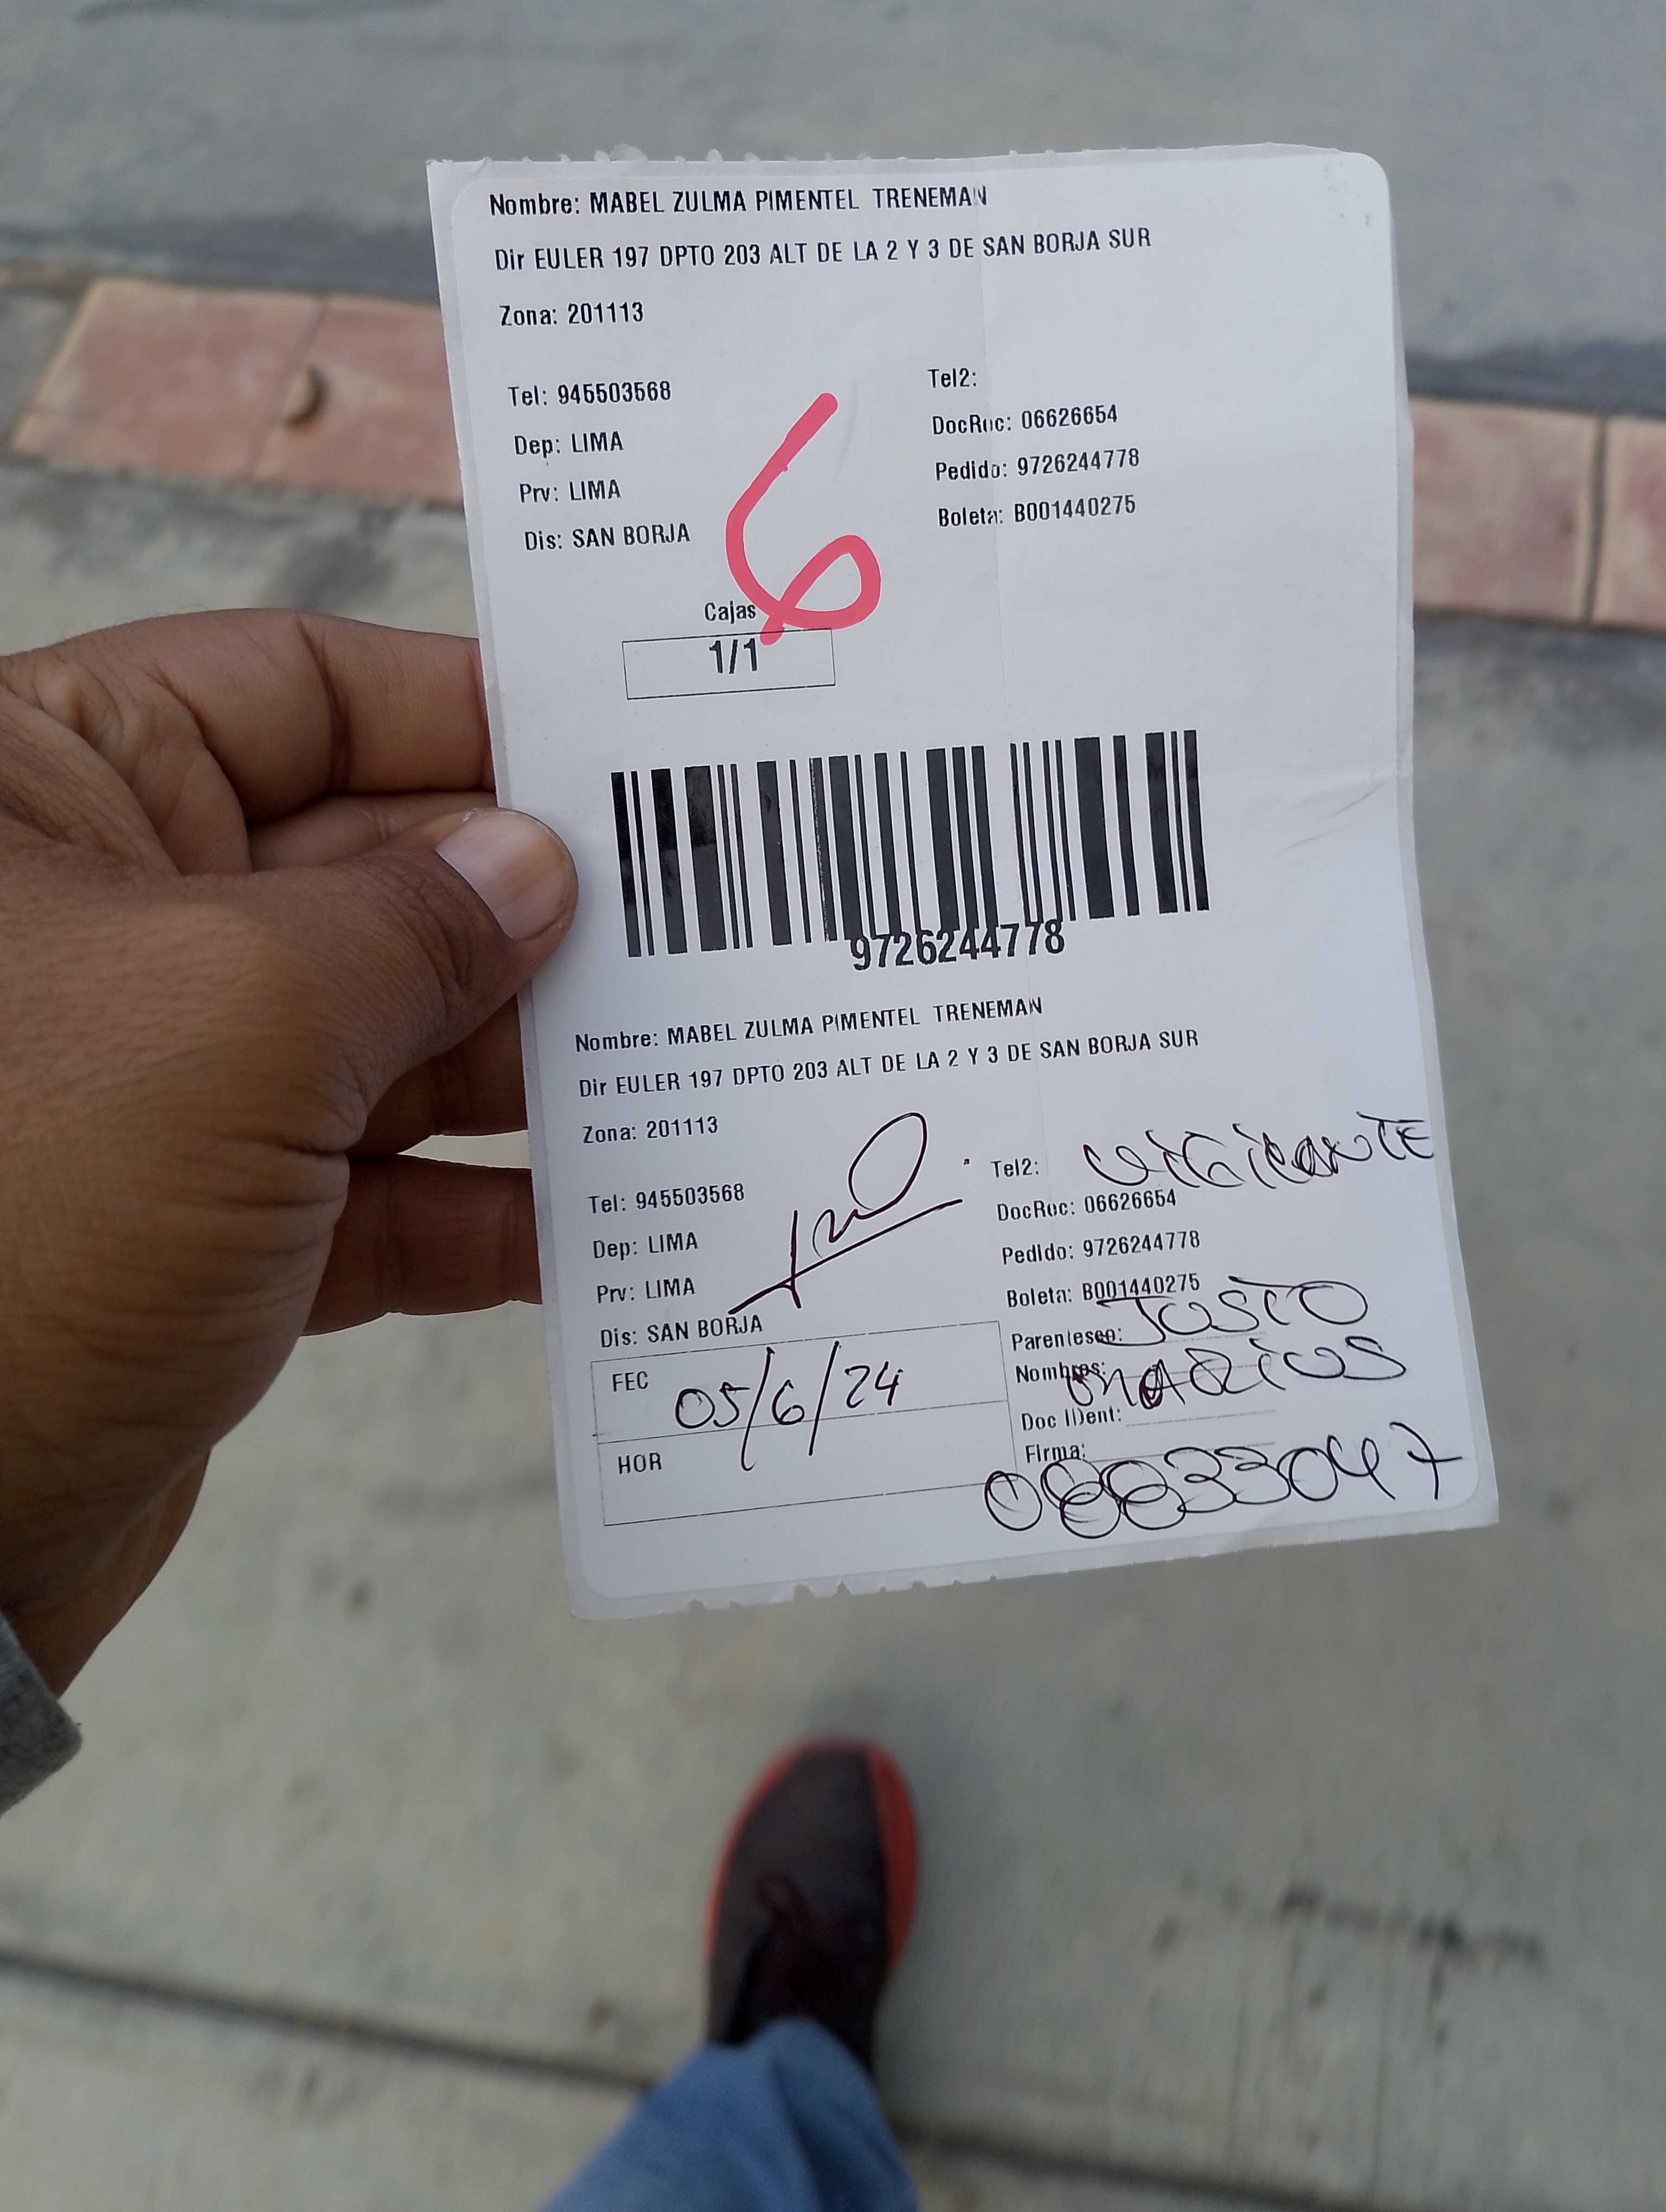 Nombre: MABEL ZULMA PIMENTEL TRENEMAN
Dir EULER 197 DPTO 203 ALT DE LA 2 Y 3 DE SAN BORJA SUR
Zona: 201113
Tel: 945503568
Dep: LIMA
Prv: LIMA
Dis: SAN BORJA
Tel2:
DocRec: 06626654
Pedido: 9726244778
Boleta: B001440275
6
Cajas
1/1
9726244778
Nombre: MABEL ZULMA PIMENTEL TRENEMAN
Dir EULER 197 DPTO 203 ALT DE LA 2 Y 3 DE SAN BORJA SUR
Zona: 201113
Tel: 945503568
Dep: LIMA
Prv: LIMA
Dis: SAN BORJA
FEC 05/6/24
HOR
Tel2: VIGILANTE
DocRec: 06626654
Pedido: 9726244778
Boleta: B001440275
Parentesco: JUSTO
Nombres:
Doc Ident:
Firma:
08833047